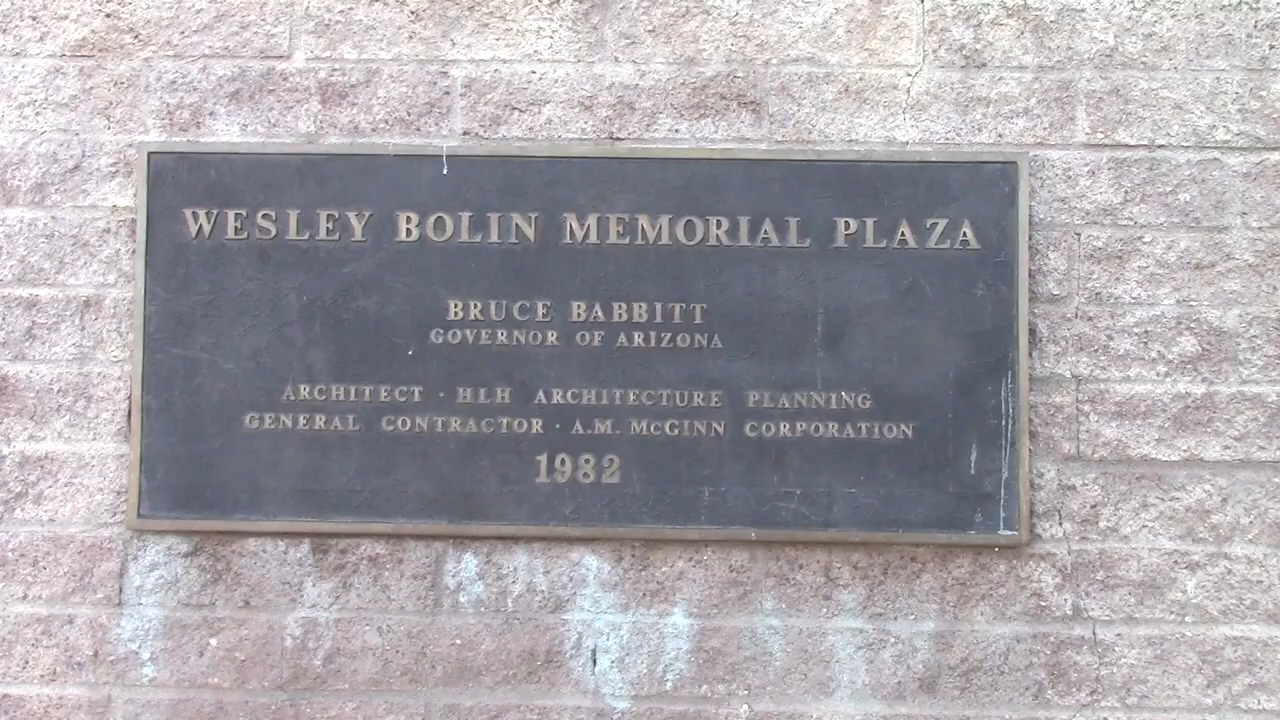 WESLEY BOLIN MEMORIAL PLAZA
BRUCE BABBITT
GOVERNOR OF ARIZONA
ARCHITECT · HLH ARCHITECTURE PLANNING
GENERAL CONTRACTOR · A.M. McGINN CORPORATION
1982